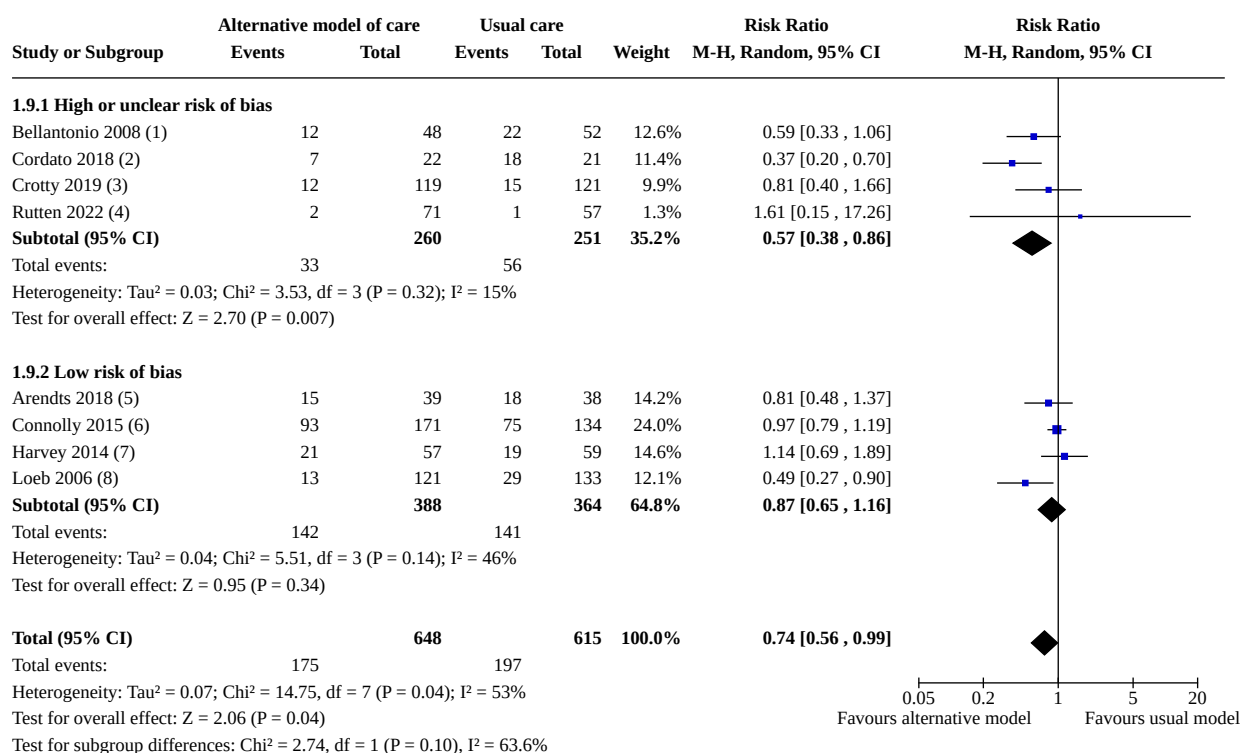 Alternative model of care Usual care Risk Ratio Risk Ratio
Study or Subgroup Events Total Events Total Weight M-H, Random, 95% CI M-H, Random, 95% CI
1.9.1 High or unclear risk of bias
Bellantonio 2008 (1) 12 48 22 52 12.6% 0.59 [0.33 , 1.06]
Cordato 2018 (2) 7 22 18 21 11.4% 0.37 [0.20 , 0.70]
Crotty 2019 (3) 12 119 15 121 9.9% 0.81 [0.40 , 1.66]
Rutten 2022 (4) 2 71 1 57 1.3% 1.61 [0.15 , 17.26]
Subtotal (95% CI) 260 251 35.2% 0.57 [0.38 , 0.86]
Total events: 33 56
Heterogeneity: Tau² = 0.03; Chi² = 3.53, df = 3 (P = 0.32); I² = 15%
Test for overall effect: Z = 2.70 (P = 0.007)
1.9.2 Low risk of bias
Arendts 2018 (5) 15 39 18 38 14.2% 0.81 [0.48 , 1.37]
Connolly 2015 (6) 93 171 75 134 24.0% 0.97 [0.79 , 1.19]
Harvey 2014 (7) 21 57 19 59 14.6% 1.14 [0.69 , 1.89]
Loeb 2006 (8) 13 121 29 133 12.1% 0.49 [0.27 , 0.90]
Subtotal (95% CI) 388 364 64.8% 0.87 [0.65 , 1.16]
Total events: 142 141
Heterogeneity: Tau² = 0.04; Chi² = 5.51, df = 3 (P = 0.14); I² = 46%
Test for overall effect: Z = 0.95 (P = 0.34)
Total (95% CI) 648 615 100.0% 0.74 [0.56 , 0.99]
Total events: 175 197
Heterogeneity: Tau² = 0.07; Chi² = 14.75, df = 7 (P = 0.04); I² = 53%
0.05 0.2 1 5 20
Test for overall effect: Z = 2.06 (P = 0.04)
Favours alternative model Favours usual model
Test for subgroup differences: Chi² = 2.74, df = 1 (P = 0.10), I² = 63.6%